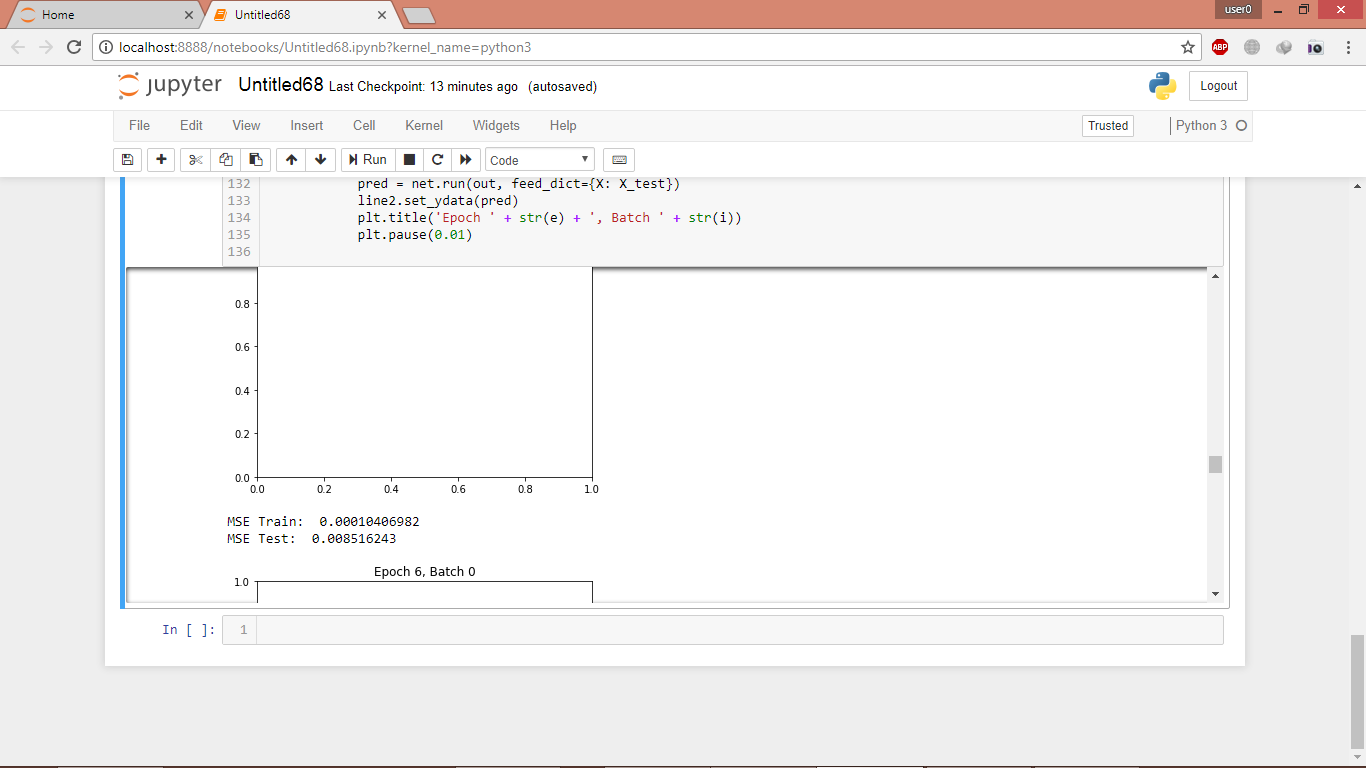 Home
Untitled68
user0
localhost:8888/notebooks/Untitled68.ipynb?kernel_name=python3
ABP
jupyter Untitled68 Last Checkpoint: 13 minutes ago (autosaved)
Logout
File Edit View Insert Cell Kernel Widgets Help
Trusted
Python 3
Run
Code
132 pred = net.run(out, feed_dict={X: X_test})
133 line2.set_ydata(pred)
134 plt.title('Epoch ' + str(e) + ', Batch ' + str(i))
135 plt.pause(0.01)
136
0.8
0.6
0.4
0.2
0.0
0.0 0.2 0.4 0.6 0.8 1.0
MSE Train:  0.00010406982
MSE Test:  0.008516243
Epoch 6, Batch 0
1.0
In [ ]: 1